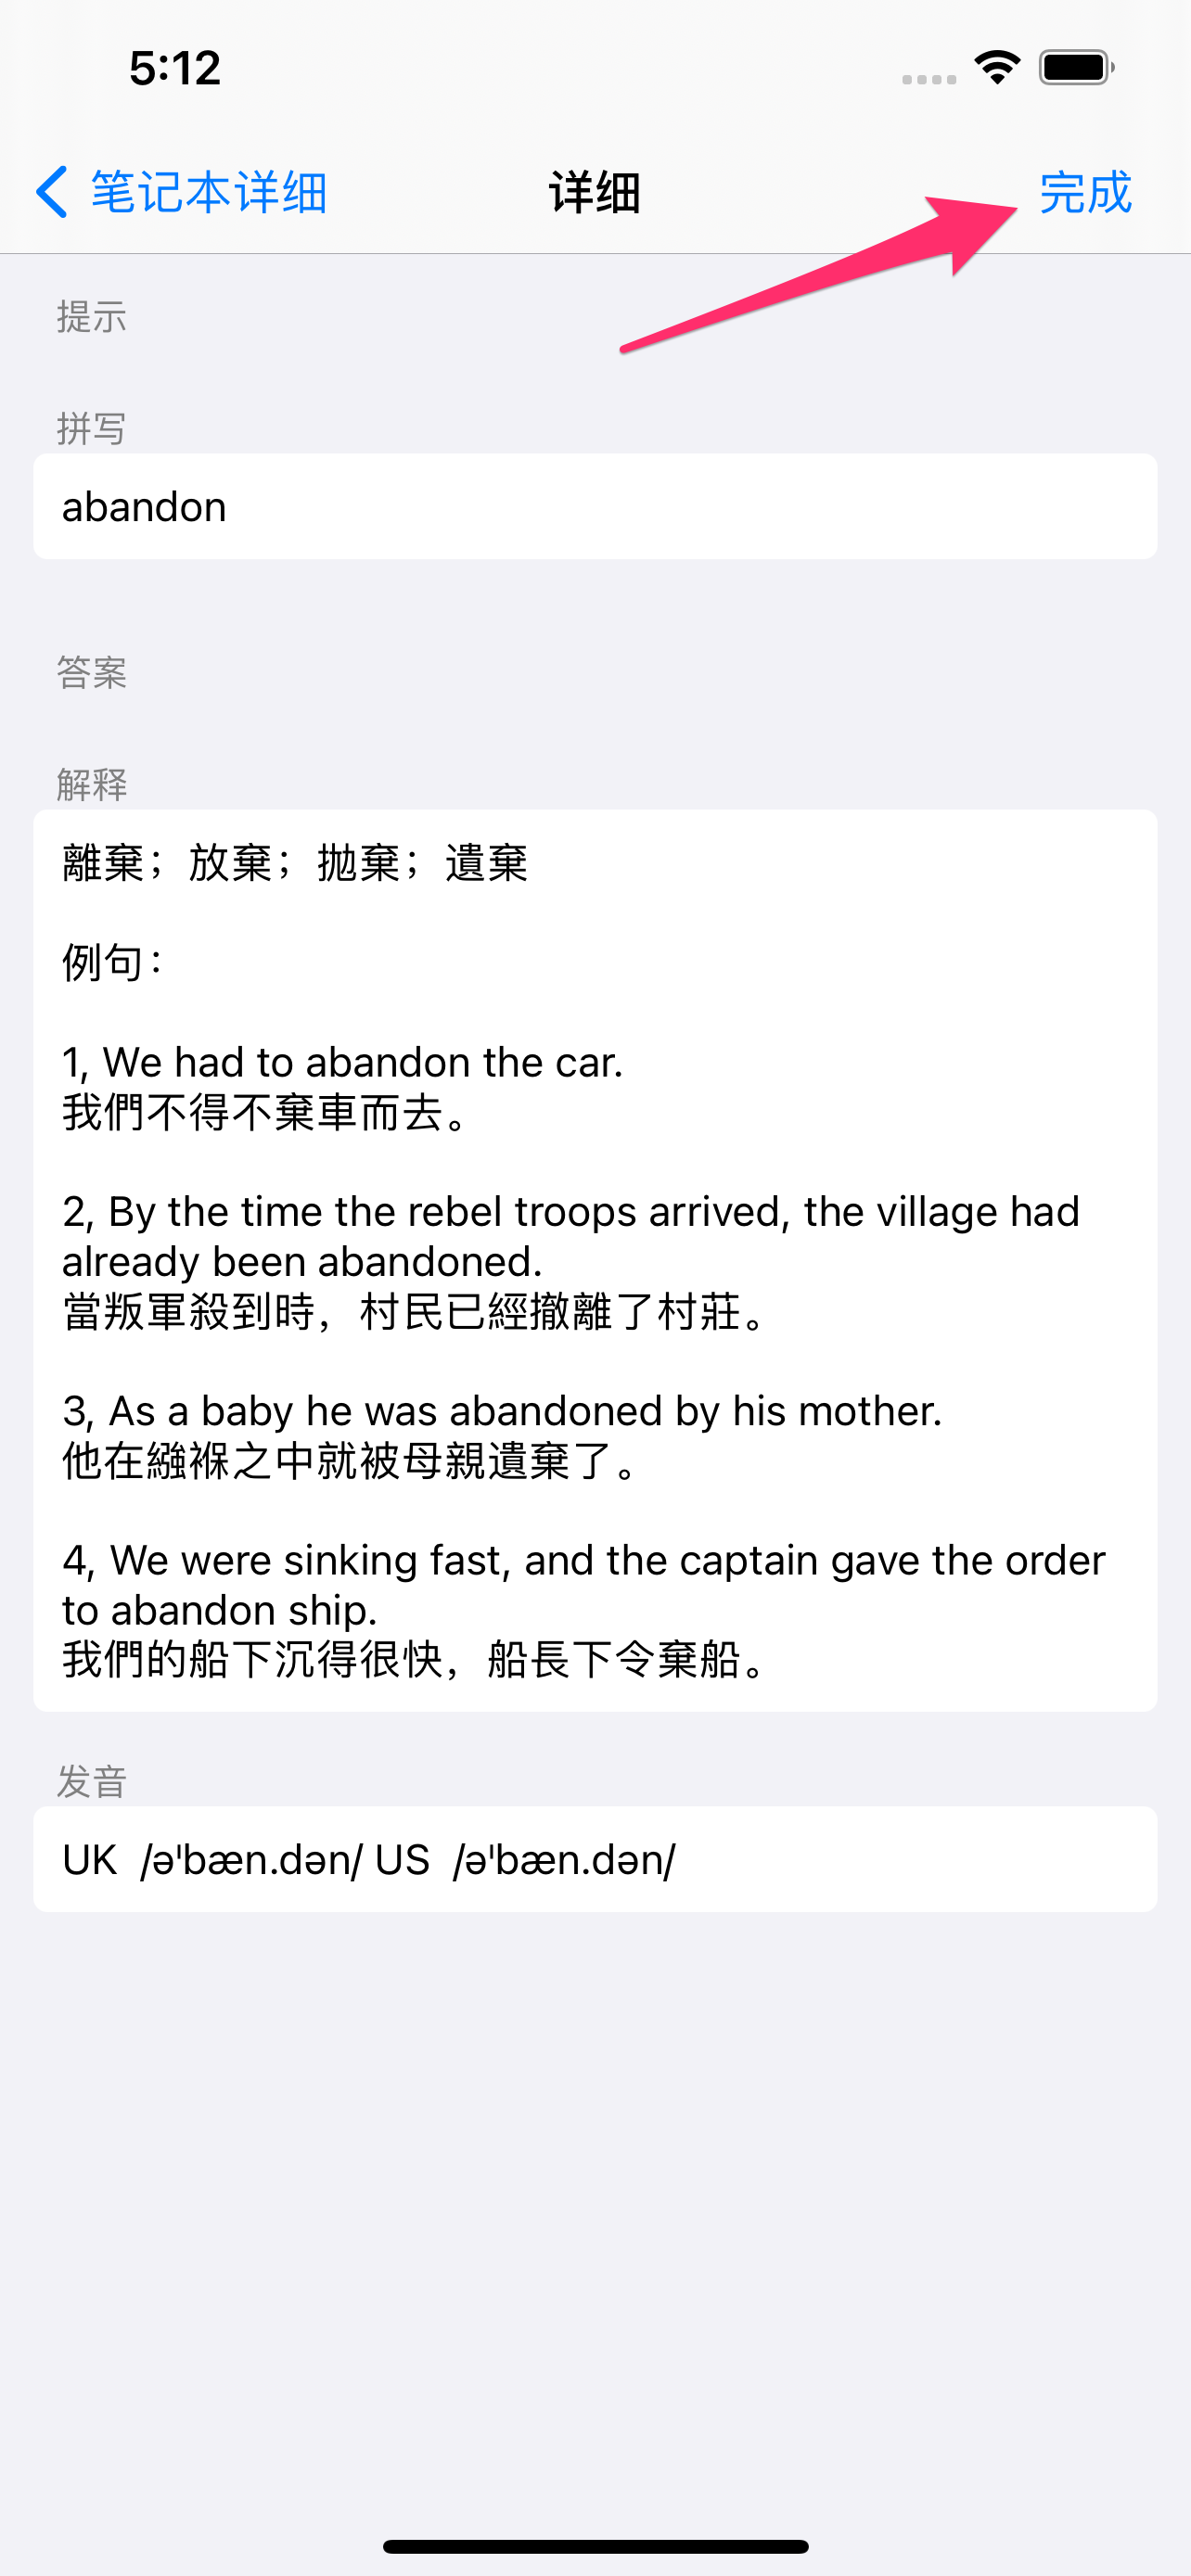 5:12
笔记本详细
详细
完成
提示
拼写
abandon
答案
解释
離棄；放棄；拋棄；遺棄
例句：
1, We had to abandon the car.
我們不得不棄車而去。
2, By the time the rebel troops arrived, the village had
already been abandoned.
當叛軍殺到時，村民已經撤離了村莊。
3, As a baby he was abandoned by his mother.
他在繈褓之中就被母親遺棄了。
4, We were sinking fast, and the captain gave the order
to abandon ship.
我們的船下沉得很快，船長下令棄船。
发音
UK  /əˈbæn.dən/ US  /əˈbæn.dən/